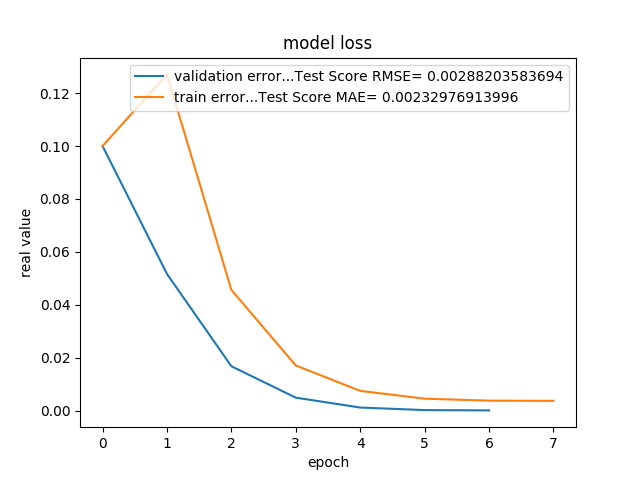 model loss
validation error...Test Score RMSE= 0.00288203583694
train error...Test Score MAE= 0.00232976913996
0.12
0.10
0.08
0.06
0.04
0.02
0.00
real value
0 1 2 3 4 5 6 7
epoch